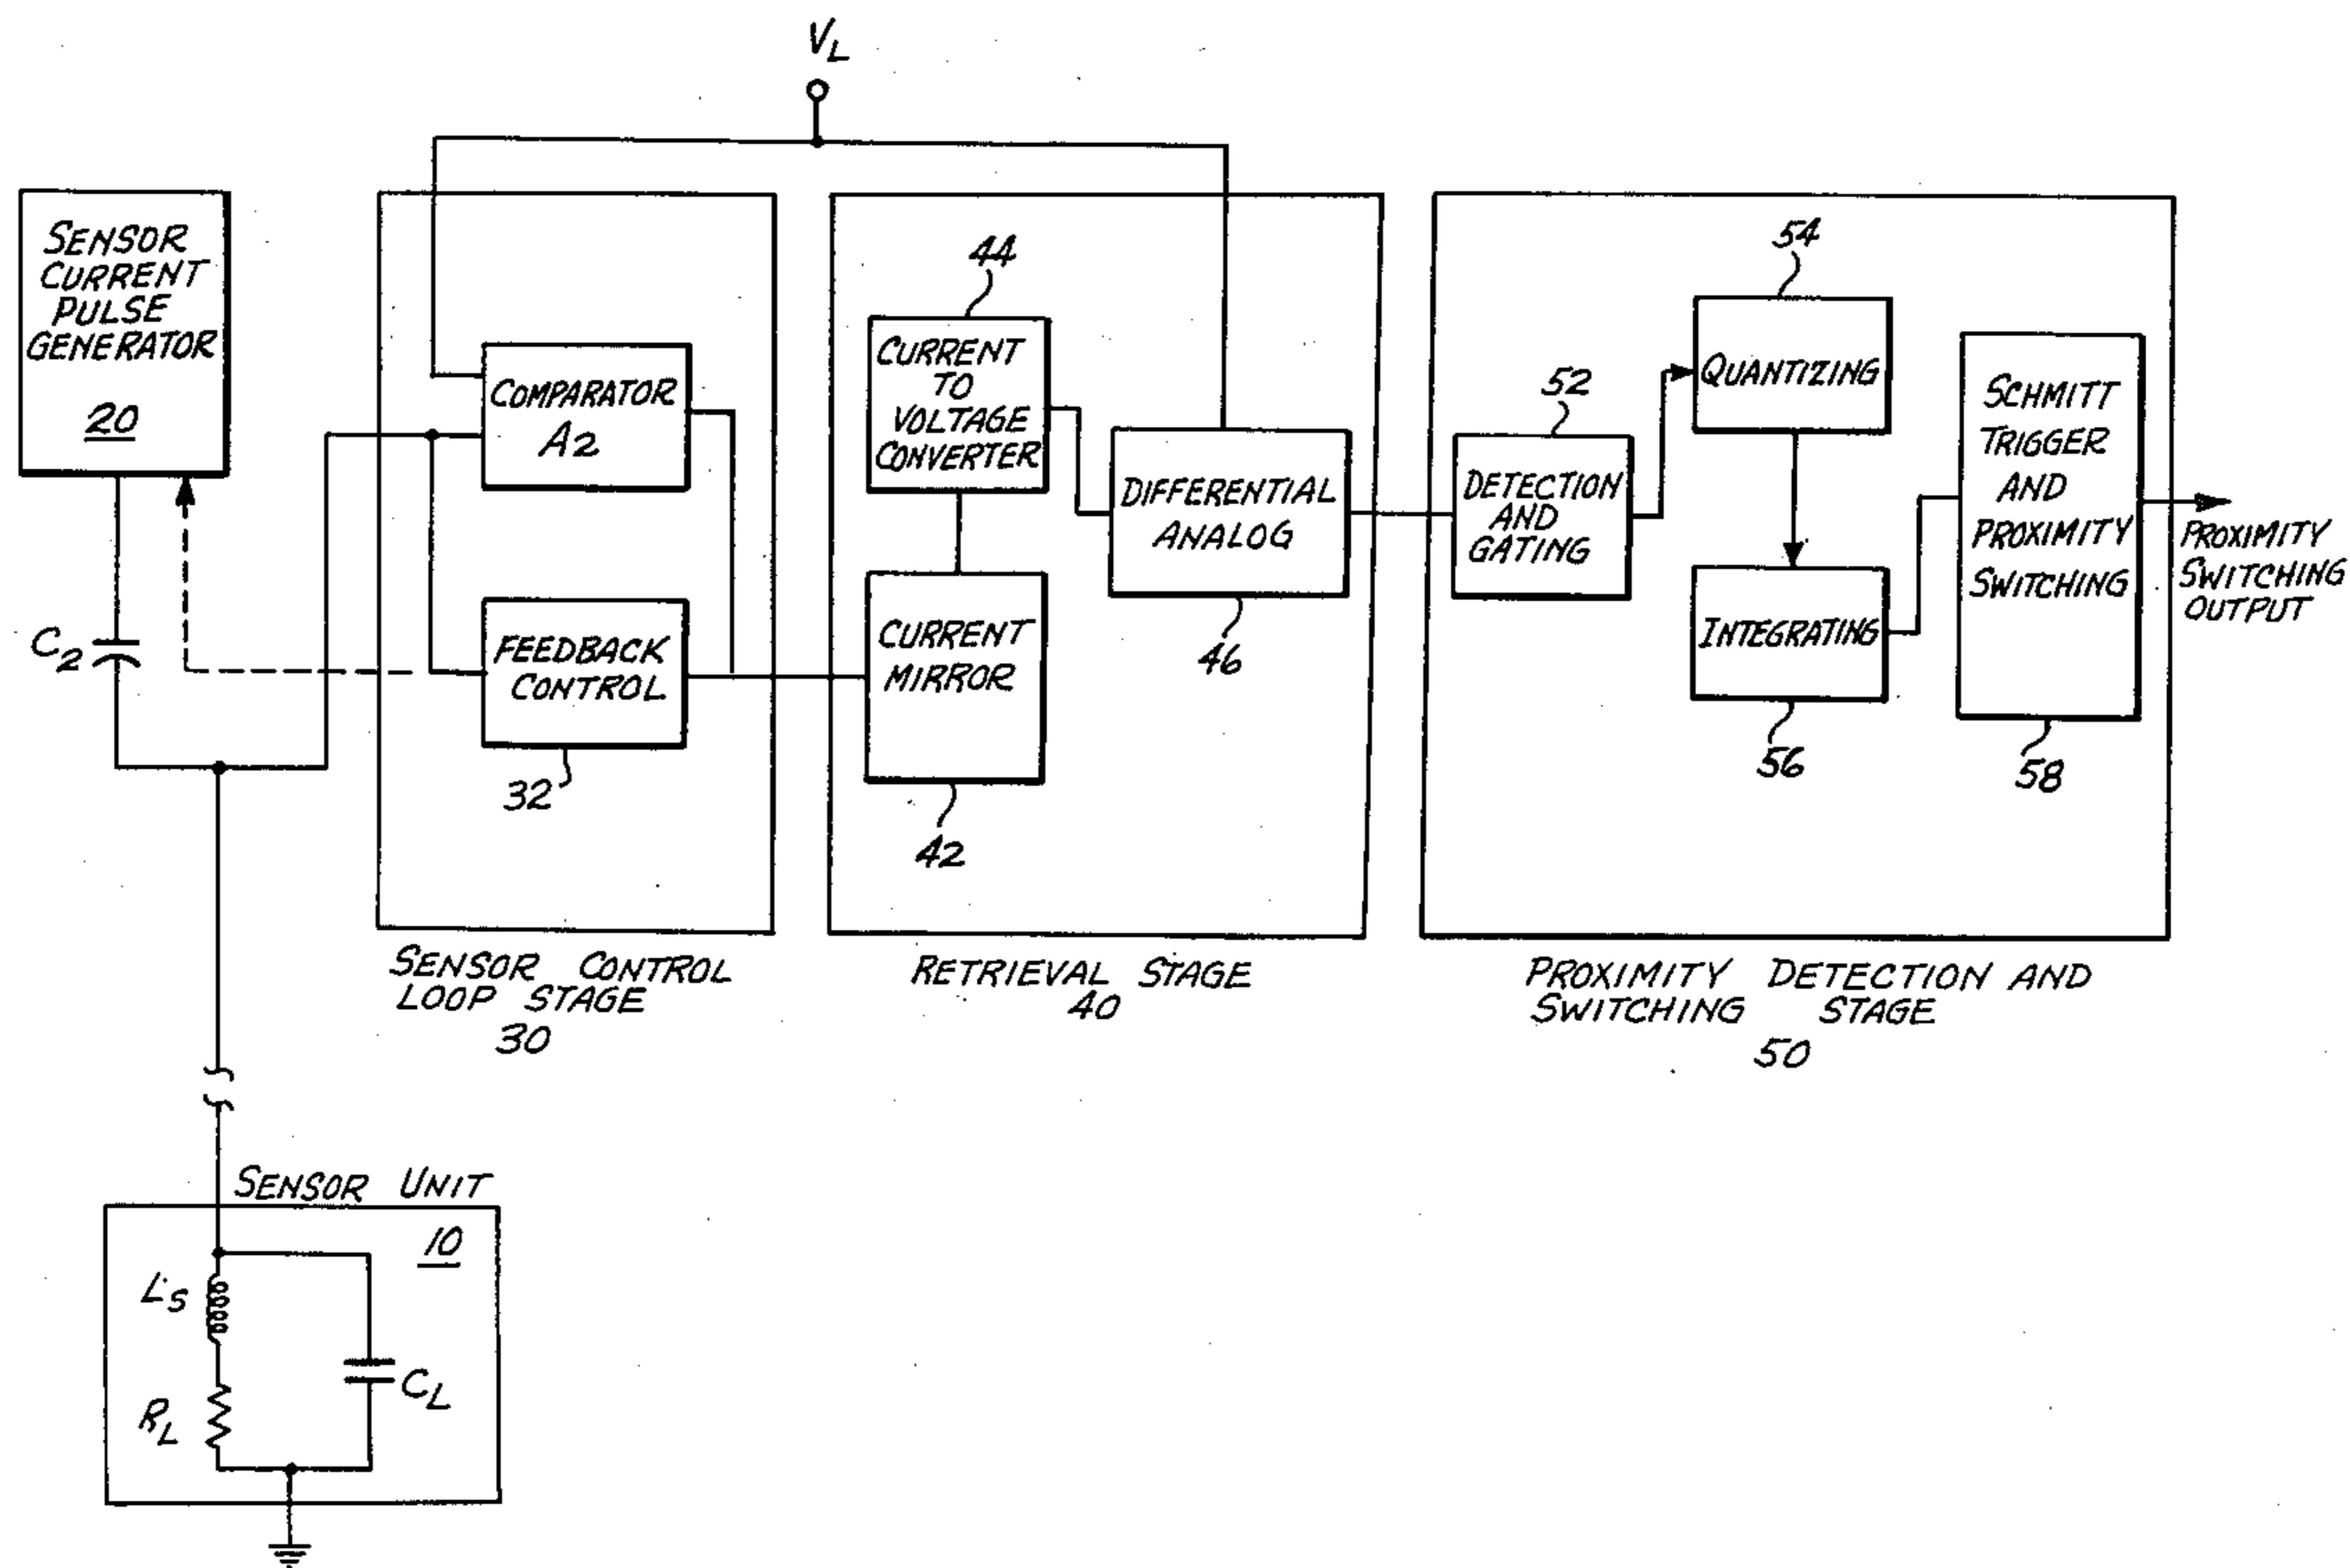 VL
SENSOR
CURRENT
PULSE
GENERATOR
20
C2
COMPARATOR
A2
FEEDBACK
CONTROL
32
SENSOR CONTROL
LOOP STAGE
30
44
CURRENT
TO
VOLTAGE
CONVERTER
CURRENT
MIRROR
42
DIFFERENTIAL
ANALOG
46
RETRIEVAL STAGE
40
52
DETECTION
AND
GATING
54
QUANTIZING
INTEGRATING
56
SCHMITT
TRIGGER
AND
PROXIMITY
SWITCHING
58
PROXIMITY
SWITCHING
OUTPUT
PROXIMITY DETECTION AND
SWITCHING STAGE
50
SENSOR UNIT
10
LS
RL
CL